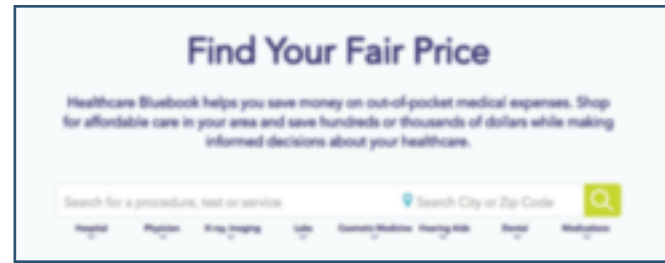 Find Your Fair Price
Healthcare Bluebook helps you save money on out-of-pocket medical expenses. Shop
for affordable care in your area and save hundreds or thousands of dollars while making
informed decisions about your healthcare.
Search for a procedure, test or service Search City or Zip Code
Hospital Physician X-ray, Imaging Labs Cosmetic Medicine Hearing Aids Dental Medications